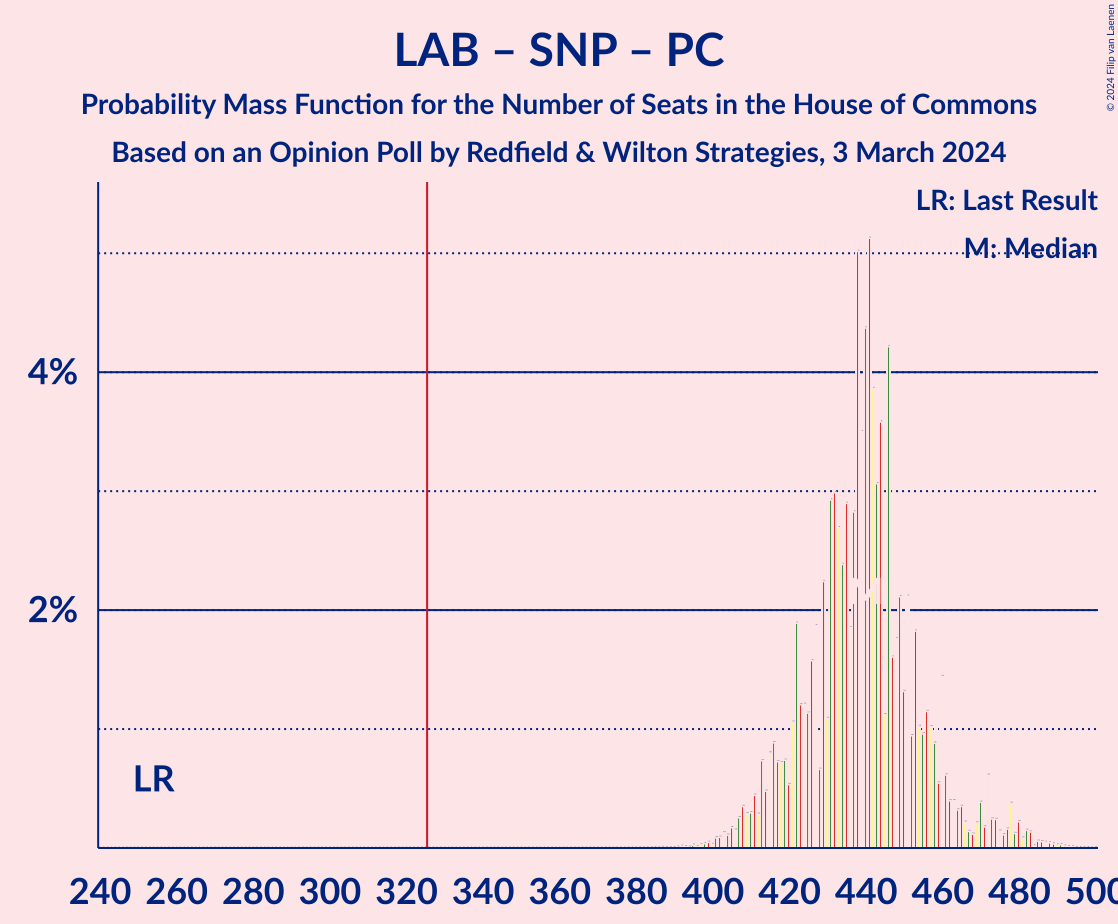 LAB – SNP – PC
Probability Mass Function for the Number of Seats in the House of Commons
Based on an Opinion Poll by Redfield & Wilton Strategies, 3 March 2024
© 2024 Filip van Laenen
LR: Last Result
M: Median
4%
2%
LR
240 260 280 300 320 340 360 380 400 420 440 460 480 500